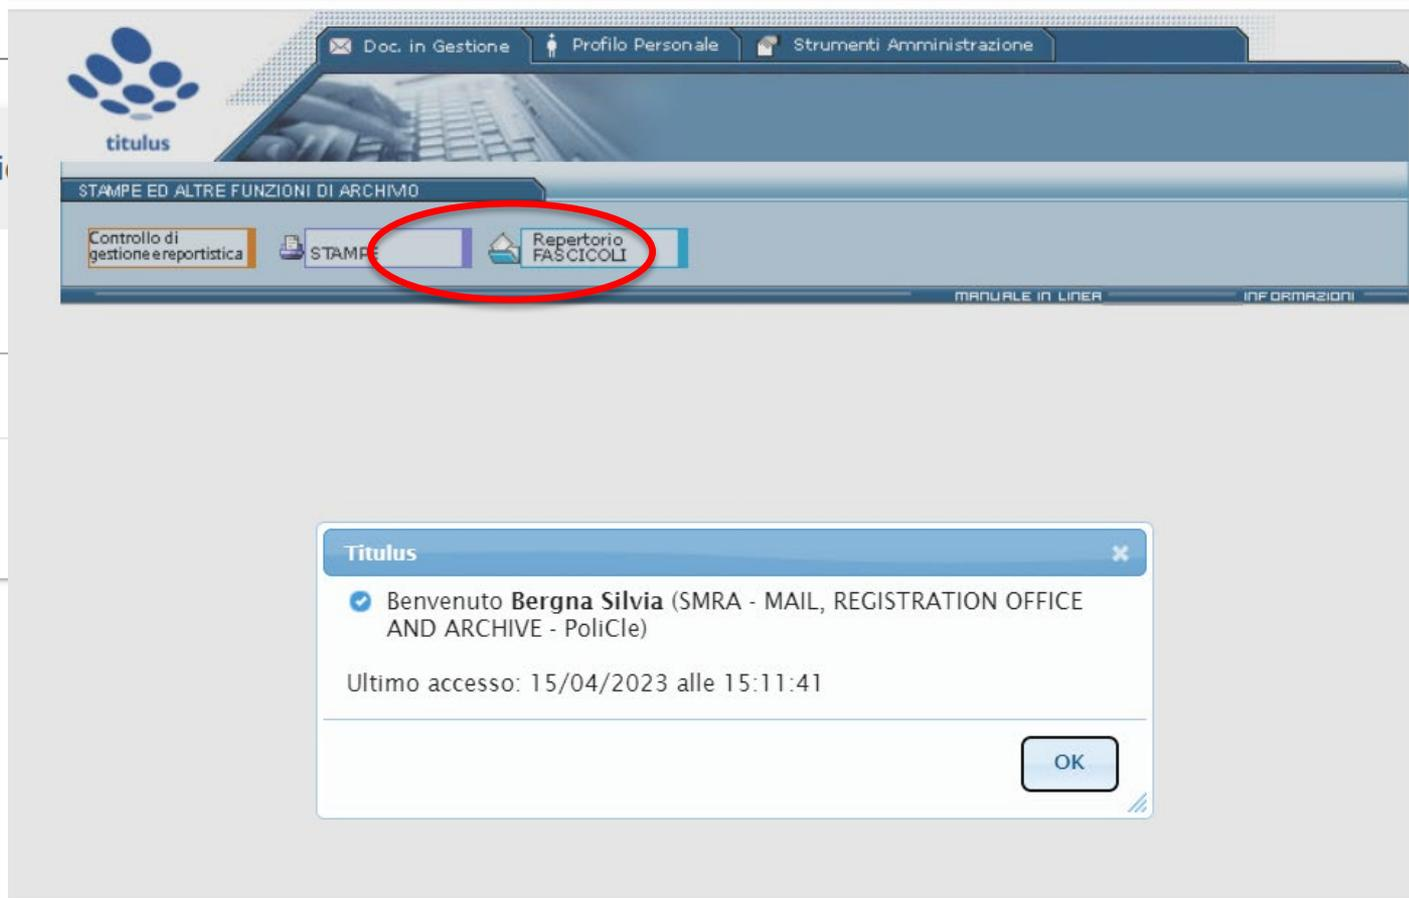 Doc. in Gestione Profilo Personale Strumenti Amministrazione
titulus
STAMPE ED ALTRE FUNZIONI DI ARCHIVIO
Controllo di
gestione e reportistica
STAMPE
Repertorio
FASCICOLI
MANUALE IN LINEA INFORMAZIONI
Titulus
Benvenuto Bergna Silvia (SMRA - MAIL, REGISTRATION OFFICE
AND ARCHIVE - PoliCle)
Ultimo accesso: 15/04/2023 alle 15:11:41
OK